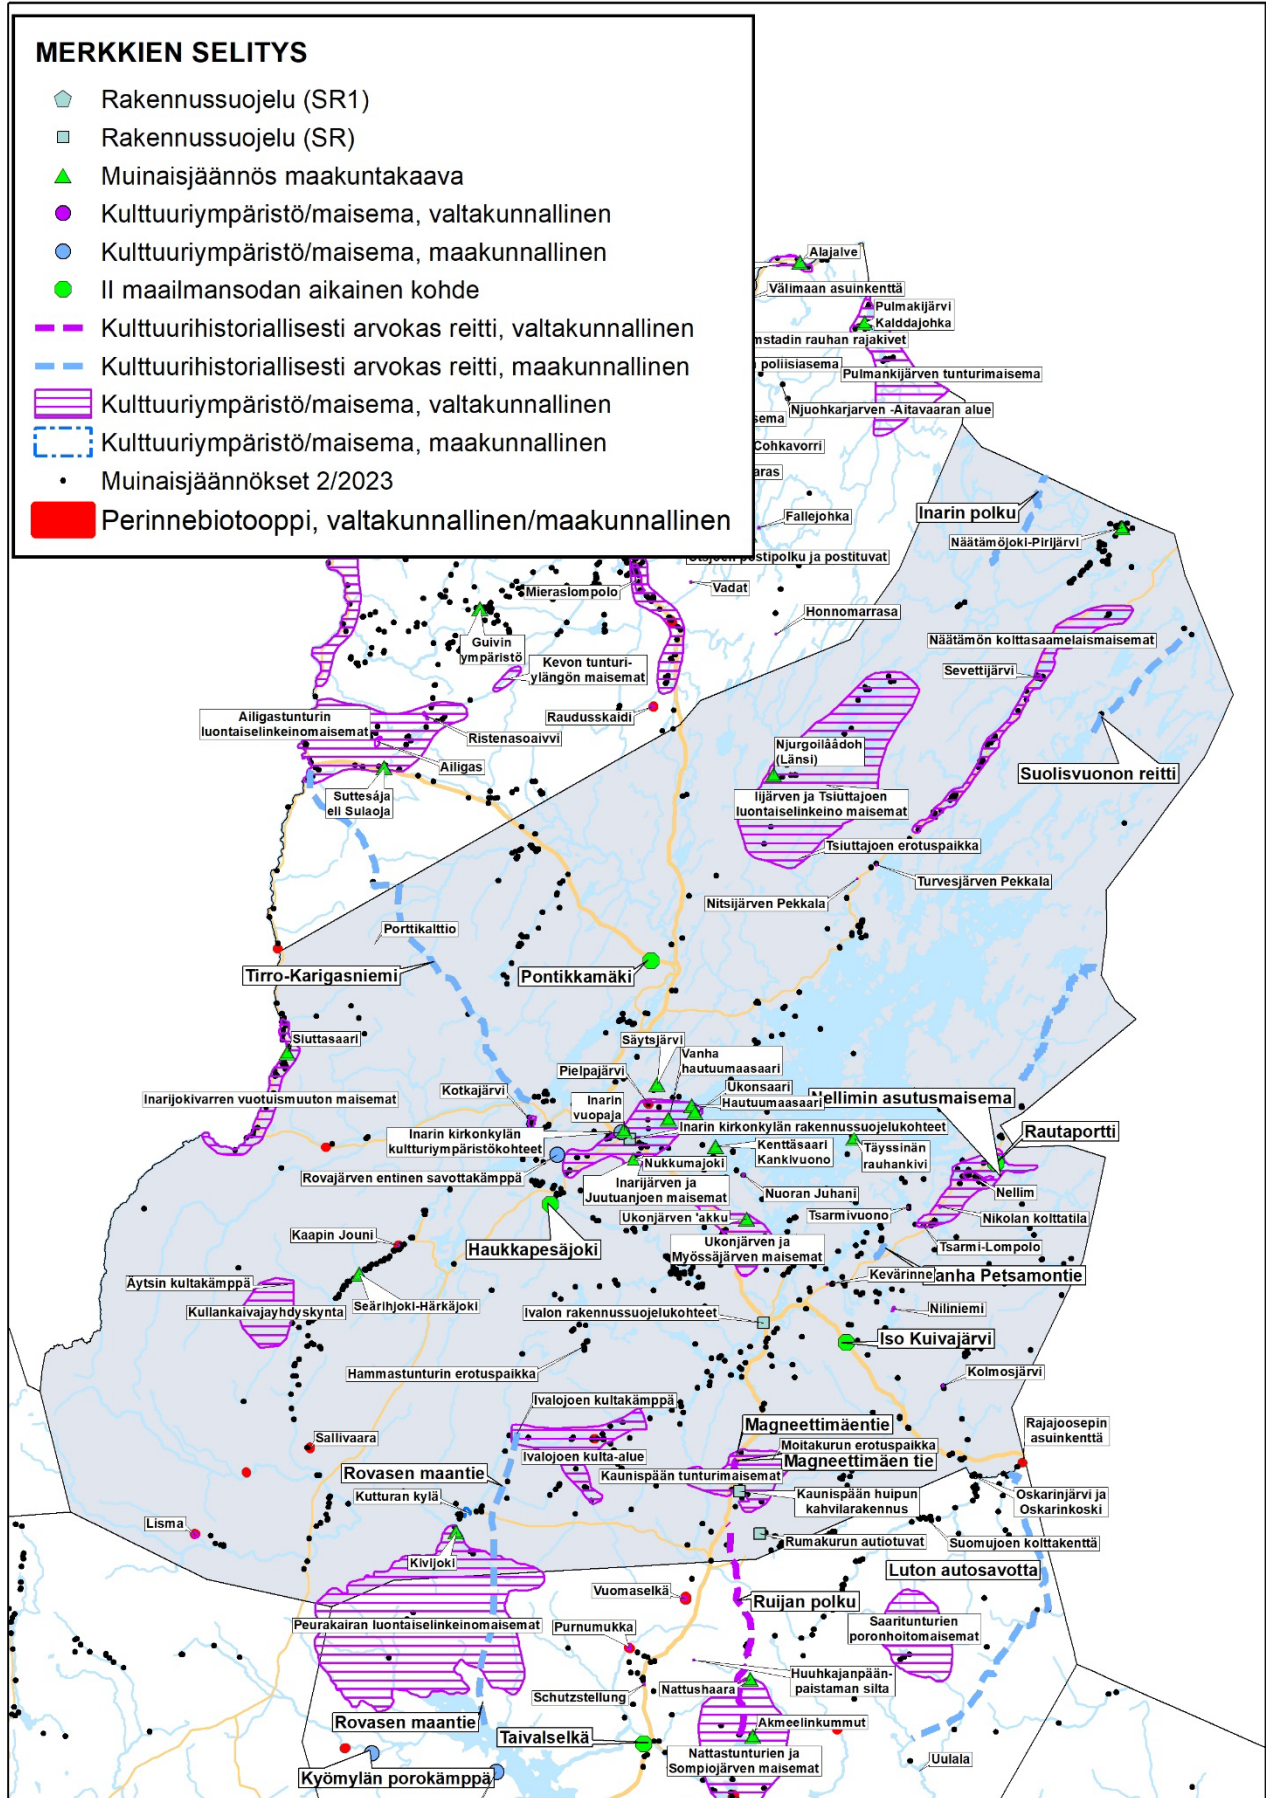 MERKKIEN SELITYS
Rakennussuojelu (SR1)
Rakennussuojelu (SR)
Muinaisjäännös maakuntakaava
Kulttuuriympäristö/maisema, valtakunnallinen
Kulttuuriympäristö/maisema, maakunnallinen
II maailmansodan aikainen kohde
Kulttuurihistoriallisesti arvokas reitti, valtakunnallinen
Kulttuurihistoriallisesti arvokas reitti, maakunnallinen
Kulttuuriympäristö/maisema, valtakunnallinen
Kulttuuriympäristö/maisema, maakunnallinen
Muinaisjäännökset 2/2023
Perinnebiotooppi, valtakunnallinen/maakunnallinen
Alajalve
Välimaan asuinkenttä
Pulmakijärvi
Kalddajohka
mstadin rauhan rajakivet
poliisiasema
Pulmankijärven tunturimaisema
Njuohkarjarven -Aitavaaran alue
sema
Cohkavorri
aras
Fallejohka
Inarin polku
Näätämöjoki-Pirijärvi
Utsjoen postipolku ja postituvat
Mieraslompolo
Vadat
Honnomarrasa
Guivin
ympäristö
Kevon tunturi-
ylängön maisemat
Näätämön kolttasaamelaismaisemat
Sevettijärvi
Raudusskaidi
Ailigastunturin
luontaiselinkeinomaisemat
Ristenasoaivvi
Ailigas
Njurgoilâädoh
(Länsi)
Suolisvuonon reitti
Suttesája
eli Sulaoja
Iijärven ja Tsiuttajoen
luontaiselinkeino maisemat
Tsiuttajoen erotuspaikka
Turvesjärven Pekkala
Nitsijärven Pekkala
Porttikalttio
Tirro-Karigasniemi
Pontikkamäki
Siuttasaari
Säytsjärvi
Vanha
hautuumaasaari
Pielpajärvi
Kotkajärvi
Inarin
vuopaja
Ukonsaari
Hautuumaasaari
Nellimin asutusmaisema
Inarijokivarren vuotuismuuton maisemat
Inarin kirkonkylän rakennussuojelukohteet
Rautaportti
Inarin kirkonkylän
kultturiympäristökohteet
Kenttäsaari
Kankivuono
Täyssinän
rauhankivi
Rovajärven entinen savottakämppä
Nukkumajoki
Inarijärven ja
Juutuanjoen maisemat
Nuoran Juhani
Nellim
Tsarmivuono
Nikolan kolttatila
Ukonjärven 'akku
Kaapin Jouni
Haukkapesäjoki
Ukonjärven ja
Myössäjärven maisemat
Tsarmi-Lompolo
Kevärinne
anha Petsamontie
Äytsin kultakämppä
Kullankaivajayhdyskynta
Seärihjoki-Härkäjoki
Ivalon rakennussuojelukohteet
Niliniemi
Iso Kuivajärvi
Hammastunturin erotuspaikka
Kolmosjärvi
Ivalojoen kultakämppä
Magneettimäentie
Rajajoosepin
asuinkenttä
Sallivaara
Ivalojoen kulta-alue
Moitakurun erotuspaikka
Magneettimäen tie
Rovasen maantie
Kaunispään tunturimaisemat
Kutturan kylä
Kaunispään huipun
kahvilarakennus
Oskarinjärvi ja
Oskarinkoski
Lisma
Rumakurun autiotuvat
Suomujoen kolttakenttä
Kivijoki
Luton autosavotta
Vuomaselkä
Ruijan polku
Peurakairan luontaiselinkeinomaisemat
Purnumukka
Saaritunturien
poronhoitomaisemat
Huuhkajanpään-
paistaman silta
Nattushaara
Schutzstellung
Rovasen maantie
Akmeelinkummut
Taivalselkä
Nattastunturien ja
Sompiojärven maisemat
Uulala
Kyömylän porokämppä